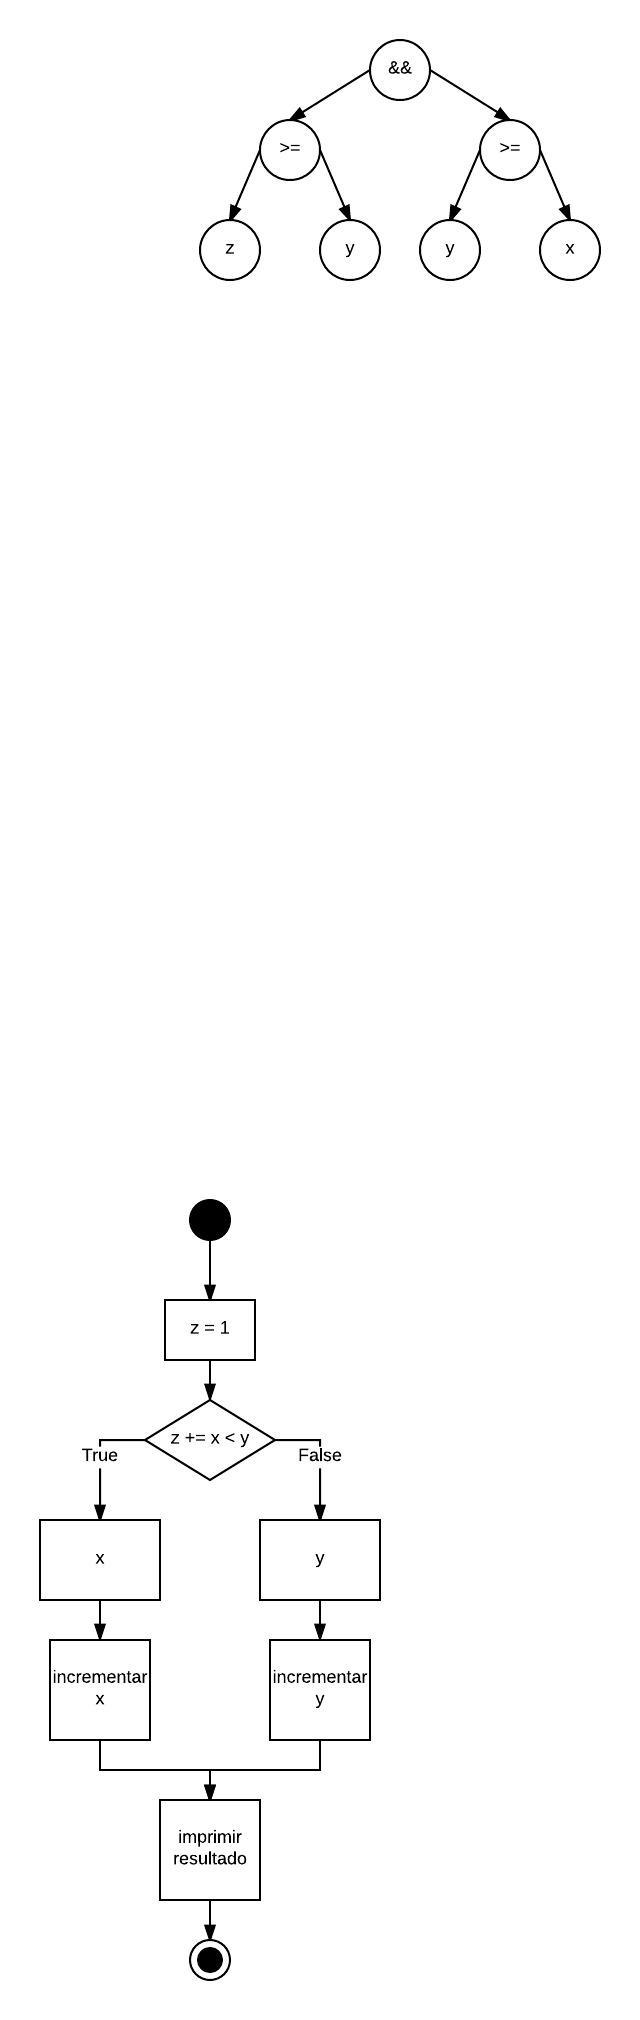 &&
>=
>=
z
y
y
x
z = 1
z += x < y
True
False
x
y
incrementar
x
incrementar
y
imprimir
resultado